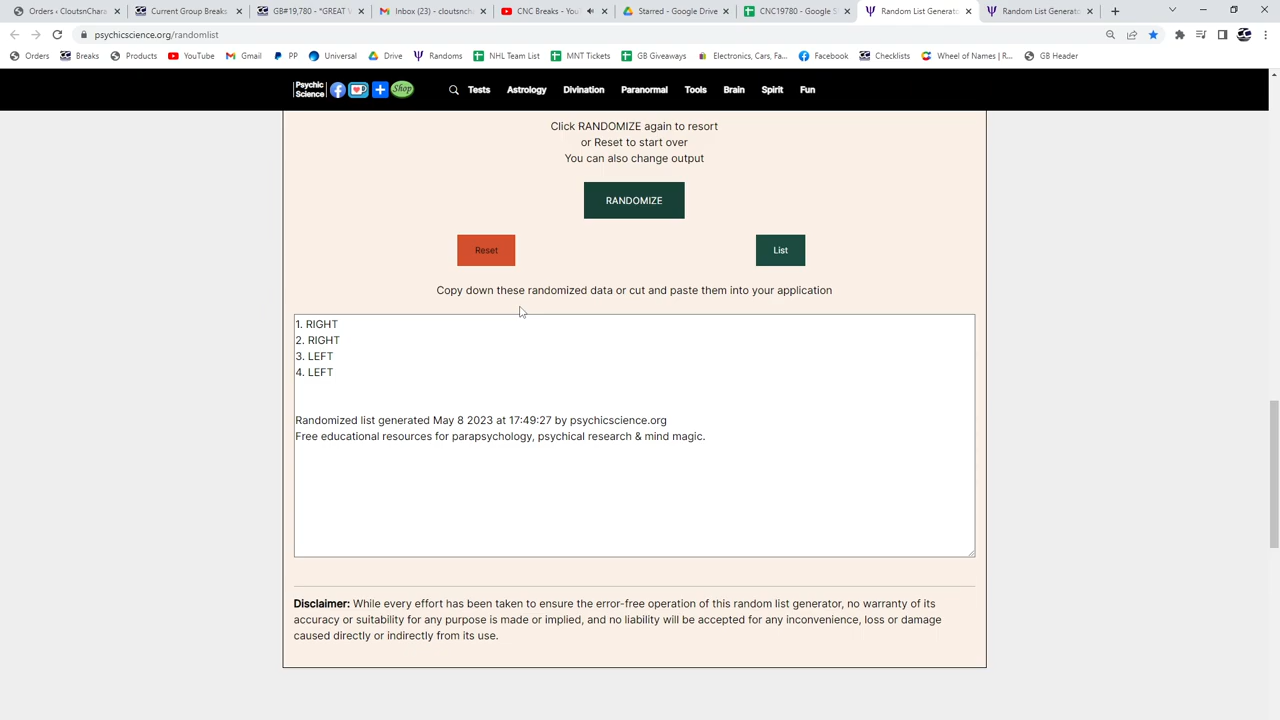 Orders ‹ CloutsnChara
Current Group Breaks
GB#19,780 - *GREAT V
Inbox (23) - cloutsnch
CNC Breaks - You
Starred - Google Drive
CNC19780 - Google S
Random List Generato
Random List Generato
psychicscience.org/randomlist
Orders
Breaks
Products
YouTube
Gmail
PP
Universal
Drive
Randoms
NHL Team List
MNT Tickets
GB Giveaways
Electronics, Cars, Fa...
Facebook
Checklists
Wheel of Names | R...
GB Header
Psychic
Science
Shop
Tests
Astrology
Divination
Paranormal
Tools
Brain
Spirit
Fun
Click RANDOMIZE again to resort
or Reset to start over
You can also change output
RANDOMIZE
Reset
List
Copy down these randomized data or cut and paste them into your application
1. RIGHT
2. RIGHT
3. LEFT
4. LEFT
Randomized list generated May 8 2023 at 17:49:27 by psychicscience.org
Free educational resources for parapsychology, psychical research & mind magic.
Disclaimer: While every effort has been taken to ensure the error-free operation of this random list generator, no warranty of its
accuracy or suitability for any purpose is made or implied, and no liability will be accepted for any inconvenience, loss or damage
caused directly or indirectly from its use.